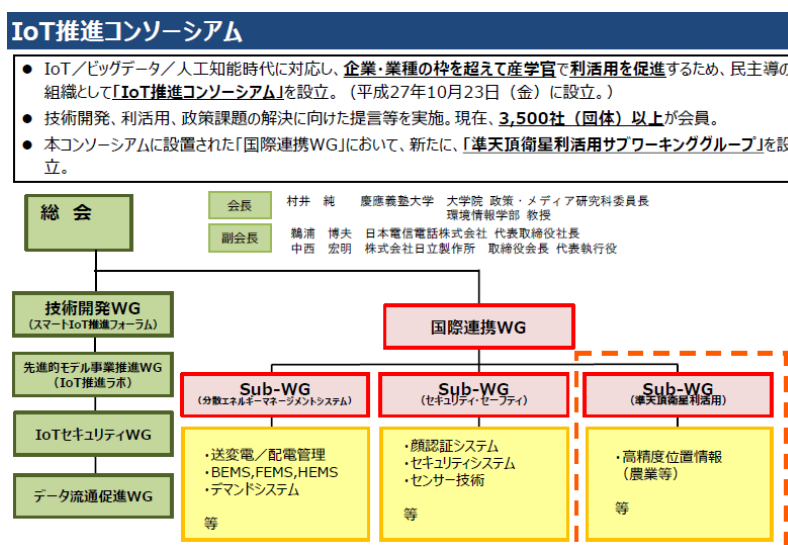 IoT推進コンソーシアム
● IoT／ビッグデータ／人工知能時代に対応し、企業・業種の枠を超えて産学官で利活用を促進するため、民主導の
組織として「IoT推進コンソーシアム」を設立。（平成27年10月23日（金）に設立。）
● 技術開発、利活用、政策課題の解決に向けた提言等を実施。現在、3,500社（団体）以上が会員。
● 本コンソーシアムに設置された「国際連携WG」において、新たに、「準天頂衛星利活用サブワーキンググループ」を設
立。
総 会
会長
村井 純 慶應義塾大学 大学院 政策・メディア研究科委員長
環境情報学部 教授
副会長
鵜浦 博夫 日本電信電話株式会社 代表取締役社長
中西 宏明 株式会社日立製作所 取締役会長 代表執行役
技術開発WG
（スマートIoT推進フォーラム）
先進的モデル事業推進WG
（IoT推進ラボ）
IoTセキュリティWG
データ流通促進WG
国際連携WG
Sub-WG
（分散エネルギーマネージメントシステム）
・送変電／配電管理
・BEMS,FEMS,HEMS
・デマンドシステム
等
Sub-WG
（セキュリティ・セーフティ）
・顔認証システム
・セキュリティシステム
・センサー技術
等
Sub-WG
（準天頂衛星利活用）
・高精度位置情報
（農業等）
等